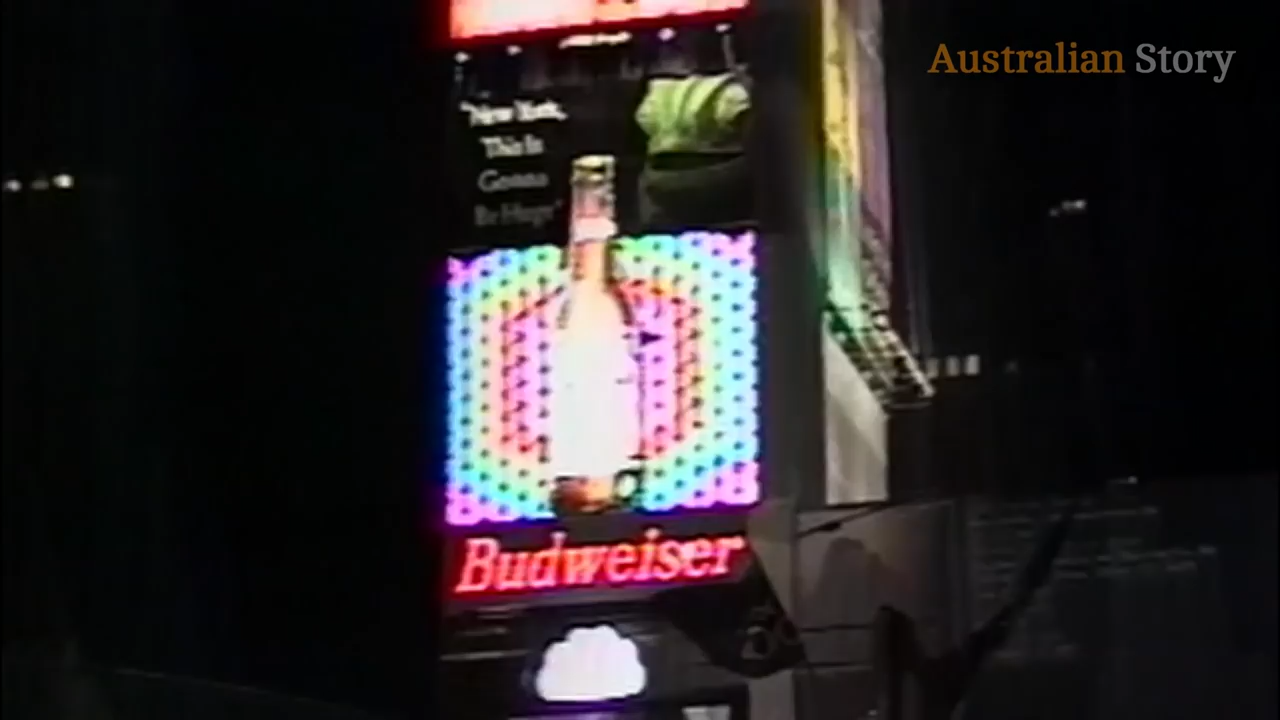 Australian Story
"New York,
This Is
Gonna
Be Huge"
Budweiser